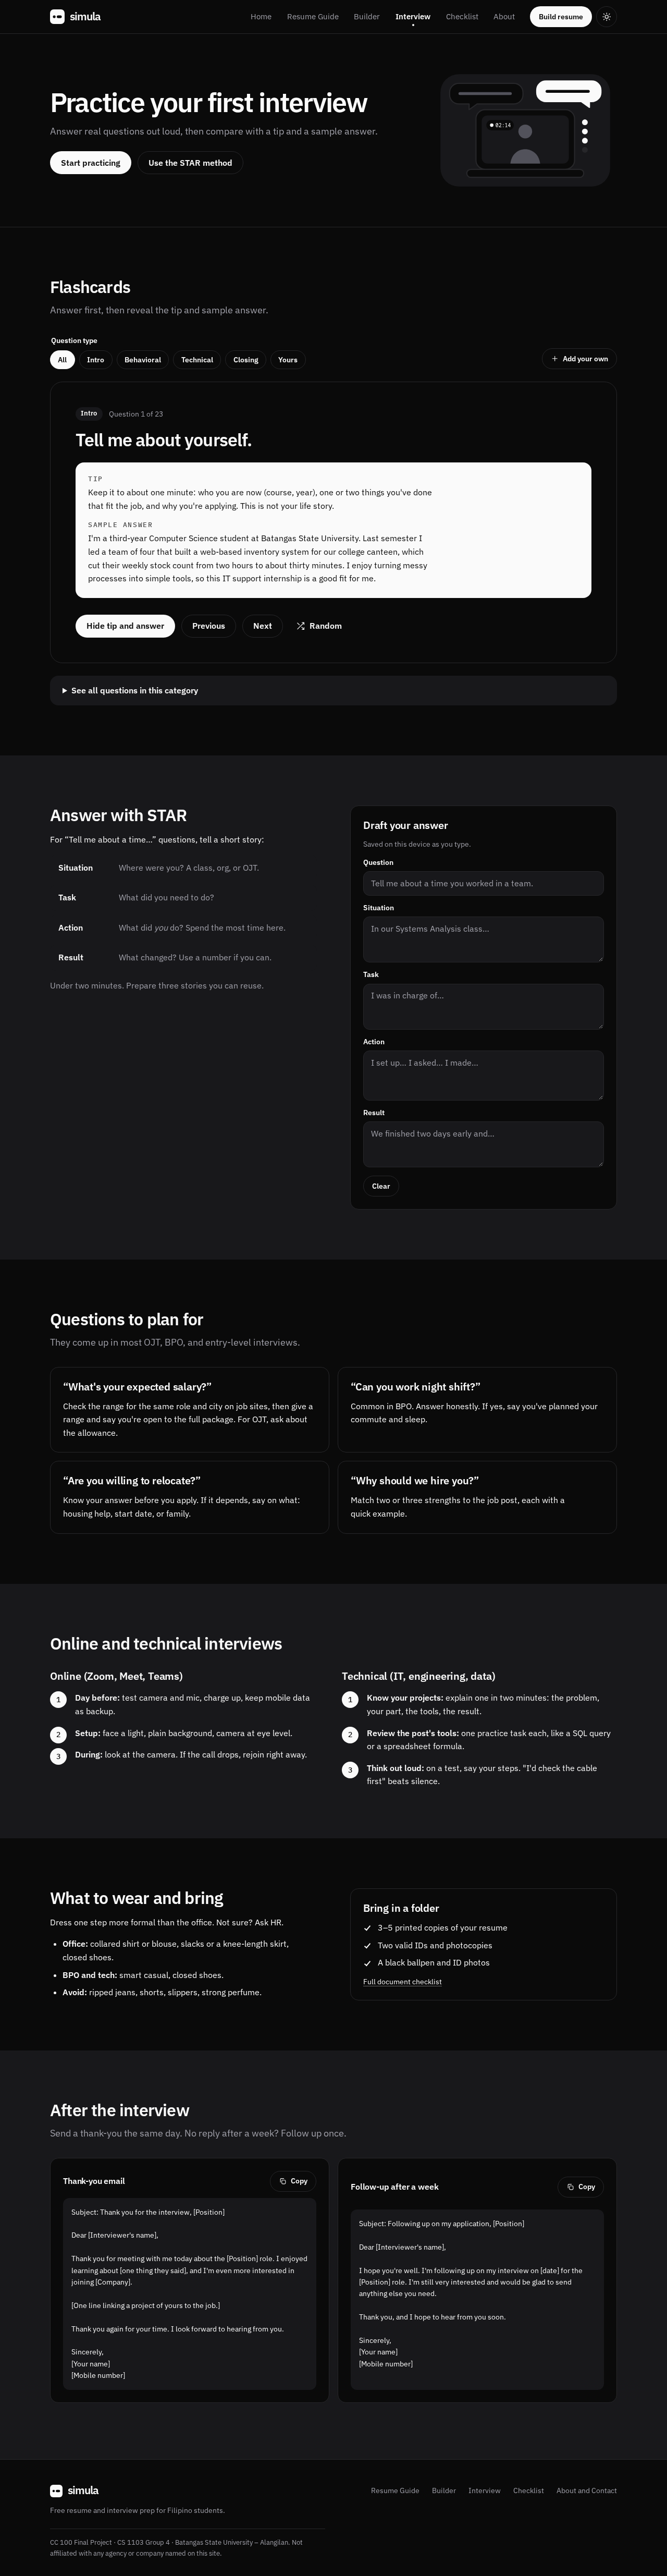 simula
Home
Resume Guide
Builder
Interview
Checklist
About
Build resume
Practice your first interview
Answer real questions out loud, then compare with a tip and a sample answer.
Start practicing
Use the STAR method
02:14
Flashcards
Answer first, then reveal the tip and sample answer.
Question type
All
Intro
Behavioral
Technical
Closing
Yours
Add your own
Intro
Question 1 of 23
Tell me about yourself.
TIP
Keep it to about one minute: who you are now (course, year), one or two things you've done
that fit the job, and why you're applying. This is not your life story.
SAMPLE ANSWER
I'm a third-year Computer Science student at Batangas State University. Last semester I
led a team of four that built a web-based inventory system for our college canteen, which
cut their weekly stock count from two hours to about thirty minutes. I enjoy turning messy
processes into simple tools, so this IT support internship is a good fit for me.
Hide tip and answer
Previous
Next
Random
See all questions in this category
Answer with STAR
For “Tell me about a time…” questions, tell a short story:
Situation
Where were you? A class, org, or OJT.
Task
What did you need to do?
Action
What did you do? Spend the most time here.
Result
What changed? Use a number if you can.
Under two minutes. Prepare three stories you can reuse.
Draft your answer
Saved on this device as you type.
Question
Tell me about a time you worked in a team.
Situation
In our Systems Analysis class…
Task
I was in charge of…
Action
I set up… I asked… I made…
Result
We finished two days early and…
Clear
Questions to plan for
They come up in most OJT, BPO, and entry-level interviews.
“What's your expected salary?”
Check the range for the same role and city on job sites, then give a
range and say you're open to the full package. For OJT, ask about
the allowance.
“Can you work night shift?”
Common in BPO. Answer honestly. If yes, say you've planned your
commute and sleep.
“Are you willing to relocate?”
Know your answer before you apply. If it depends, say on what:
housing help, start date, or family.
“Why should we hire you?”
Match two or three strengths to the job post, each with a
quick example.
Online and technical interviews
Online (Zoom, Meet, Teams)
1
Day before: test camera and mic, charge up, keep mobile data
as backup.
2
Setup: face a light, plain background, camera at eye level.
3
During: look at the camera. If the call drops, rejoin right away.
Technical (IT, engineering, data)
1
Know your projects: explain one in two minutes: the problem,
your part, the tools, the result.
2
Review the post's tools: one practice task each, like a SQL query
or a spreadsheet formula.
3
Think out loud: on a test, say your steps. "I'd check the cable
first" beats silence.
What to wear and bring
Dress one step more formal than the office. Not sure? Ask HR.
• Office: collared shirt or blouse, slacks or a knee-length skirt,
closed shoes.
• BPO and tech: smart casual, closed shoes.
• Avoid: ripped jeans, shorts, slippers, strong perfume.
Bring in a folder
3–5 printed copies of your resume
Two valid IDs and photocopies
A black ballpen and ID photos
Full document checklist
After the interview
Send a thank-you the same day. No reply after a week? Follow up once.
Thank-you email
Copy
Subject: Thank you for the interview, [Position]
Dear [Interviewer's name],
Thank you for meeting with me today about the [Position] role. I enjoyed
learning about [one thing they said], and I'm even more interested in
joining [Company].
[One line linking a project of yours to the job.]
Thank you again for your time. I look forward to hearing from you.
Sincerely,
[Your name]
[Mobile number]
Follow-up after a week
Copy
Subject: Following up on my application, [Position]
Dear [Interviewer's name],
I hope you're well. I'm following up on my interview on [date] for the
[Position] role. I'm still very interested and would be glad to send
anything else you need.
Thank you, and I hope to hear from you soon.
Sincerely,
[Your name]
[Mobile number]
simula
Free resume and interview prep for Filipino students.
Resume Guide
Builder
Interview
Checklist
About and Contact
CC 100 Final Project · CS 1103 Group 4 · Batangas State University – Alangilan. Not
affiliated with any agency or company named on this site.